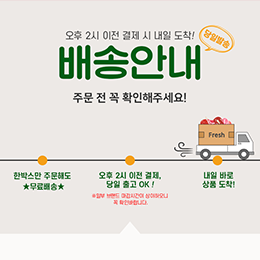 오후 2시 이전 결제 시 내일 도착!
당일발송
배송안내
주문 전 꼭 확인해주세요!
Fresh
한박스만 주문해도
★무료배송★
오후 2시 이전 결제,
당일 출고 OK !
*일부 브랜드 마감시간이 상이하오니
꼭 확인바랍니다.
내일 바로
상품 도착!